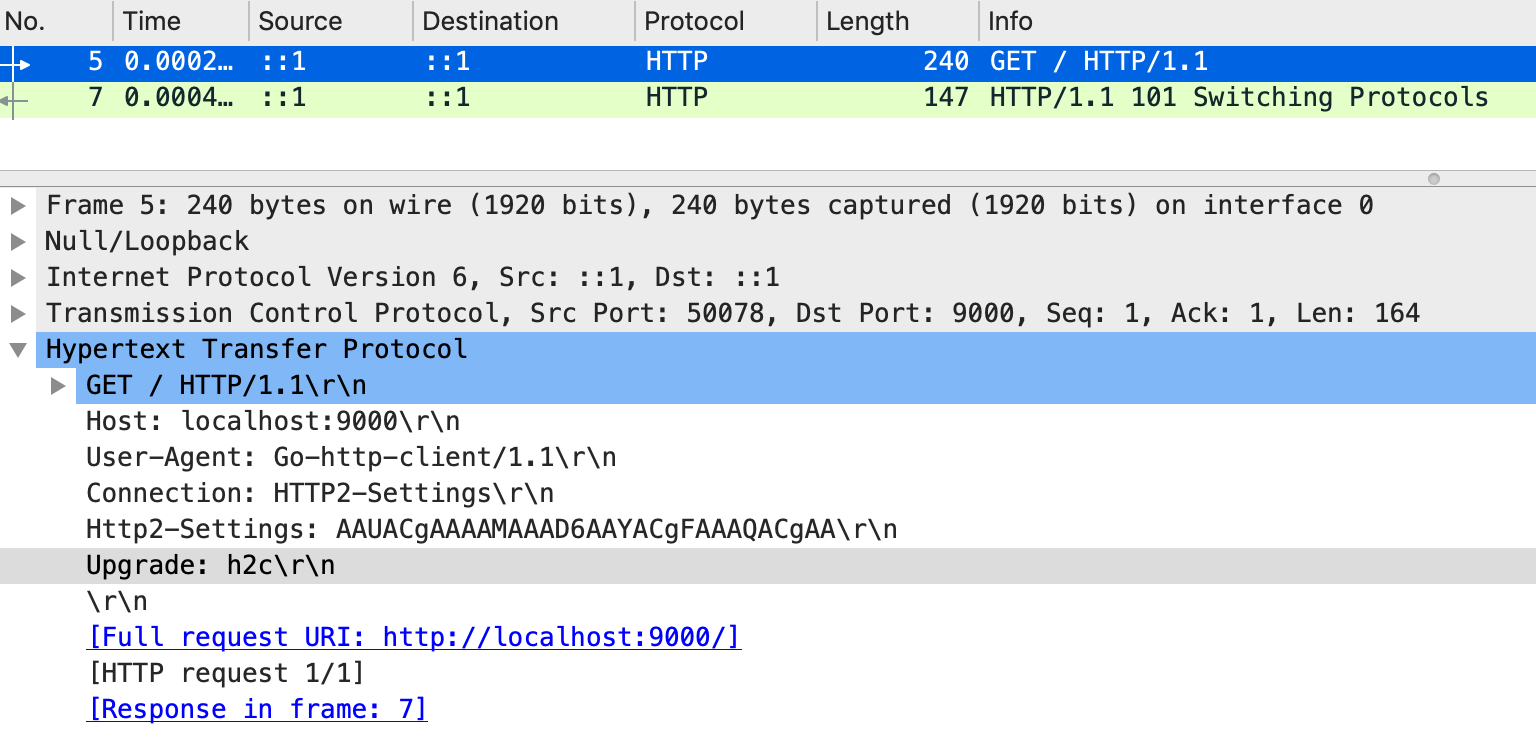 No. Time Source Destination Protocol Length Info
5 0.0002… ::1 ::1 HTTP 240 GET / HTTP/1.1
7 0.0004… ::1 ::1 HTTP 147 HTTP/1.1 101 Switching Protocols
Frame 5: 240 bytes on wire (1920 bits), 240 bytes captured (1920 bits) on interface 0
Null/Loopback
Internet Protocol Version 6, Src: ::1, Dst: ::1
Transmission Control Protocol, Src Port: 50078, Dst Port: 9000, Seq: 1, Ack: 1, Len: 164
Hypertext Transfer Protocol
GET / HTTP/1.1\r\n
Host: localhost:9000\r\n
User-Agent: Go-http-client/1.1\r\n
Connection: HTTP2-Settings\r\n
Http2-Settings: AAUACgAAAAMAAAD6AAYACgFAAAQACgAA\r\n
Upgrade: h2c\r\n
\r\n
[Full request URI: http://localhost:9000/]
[HTTP request 1/1]
[Response in frame: 7]